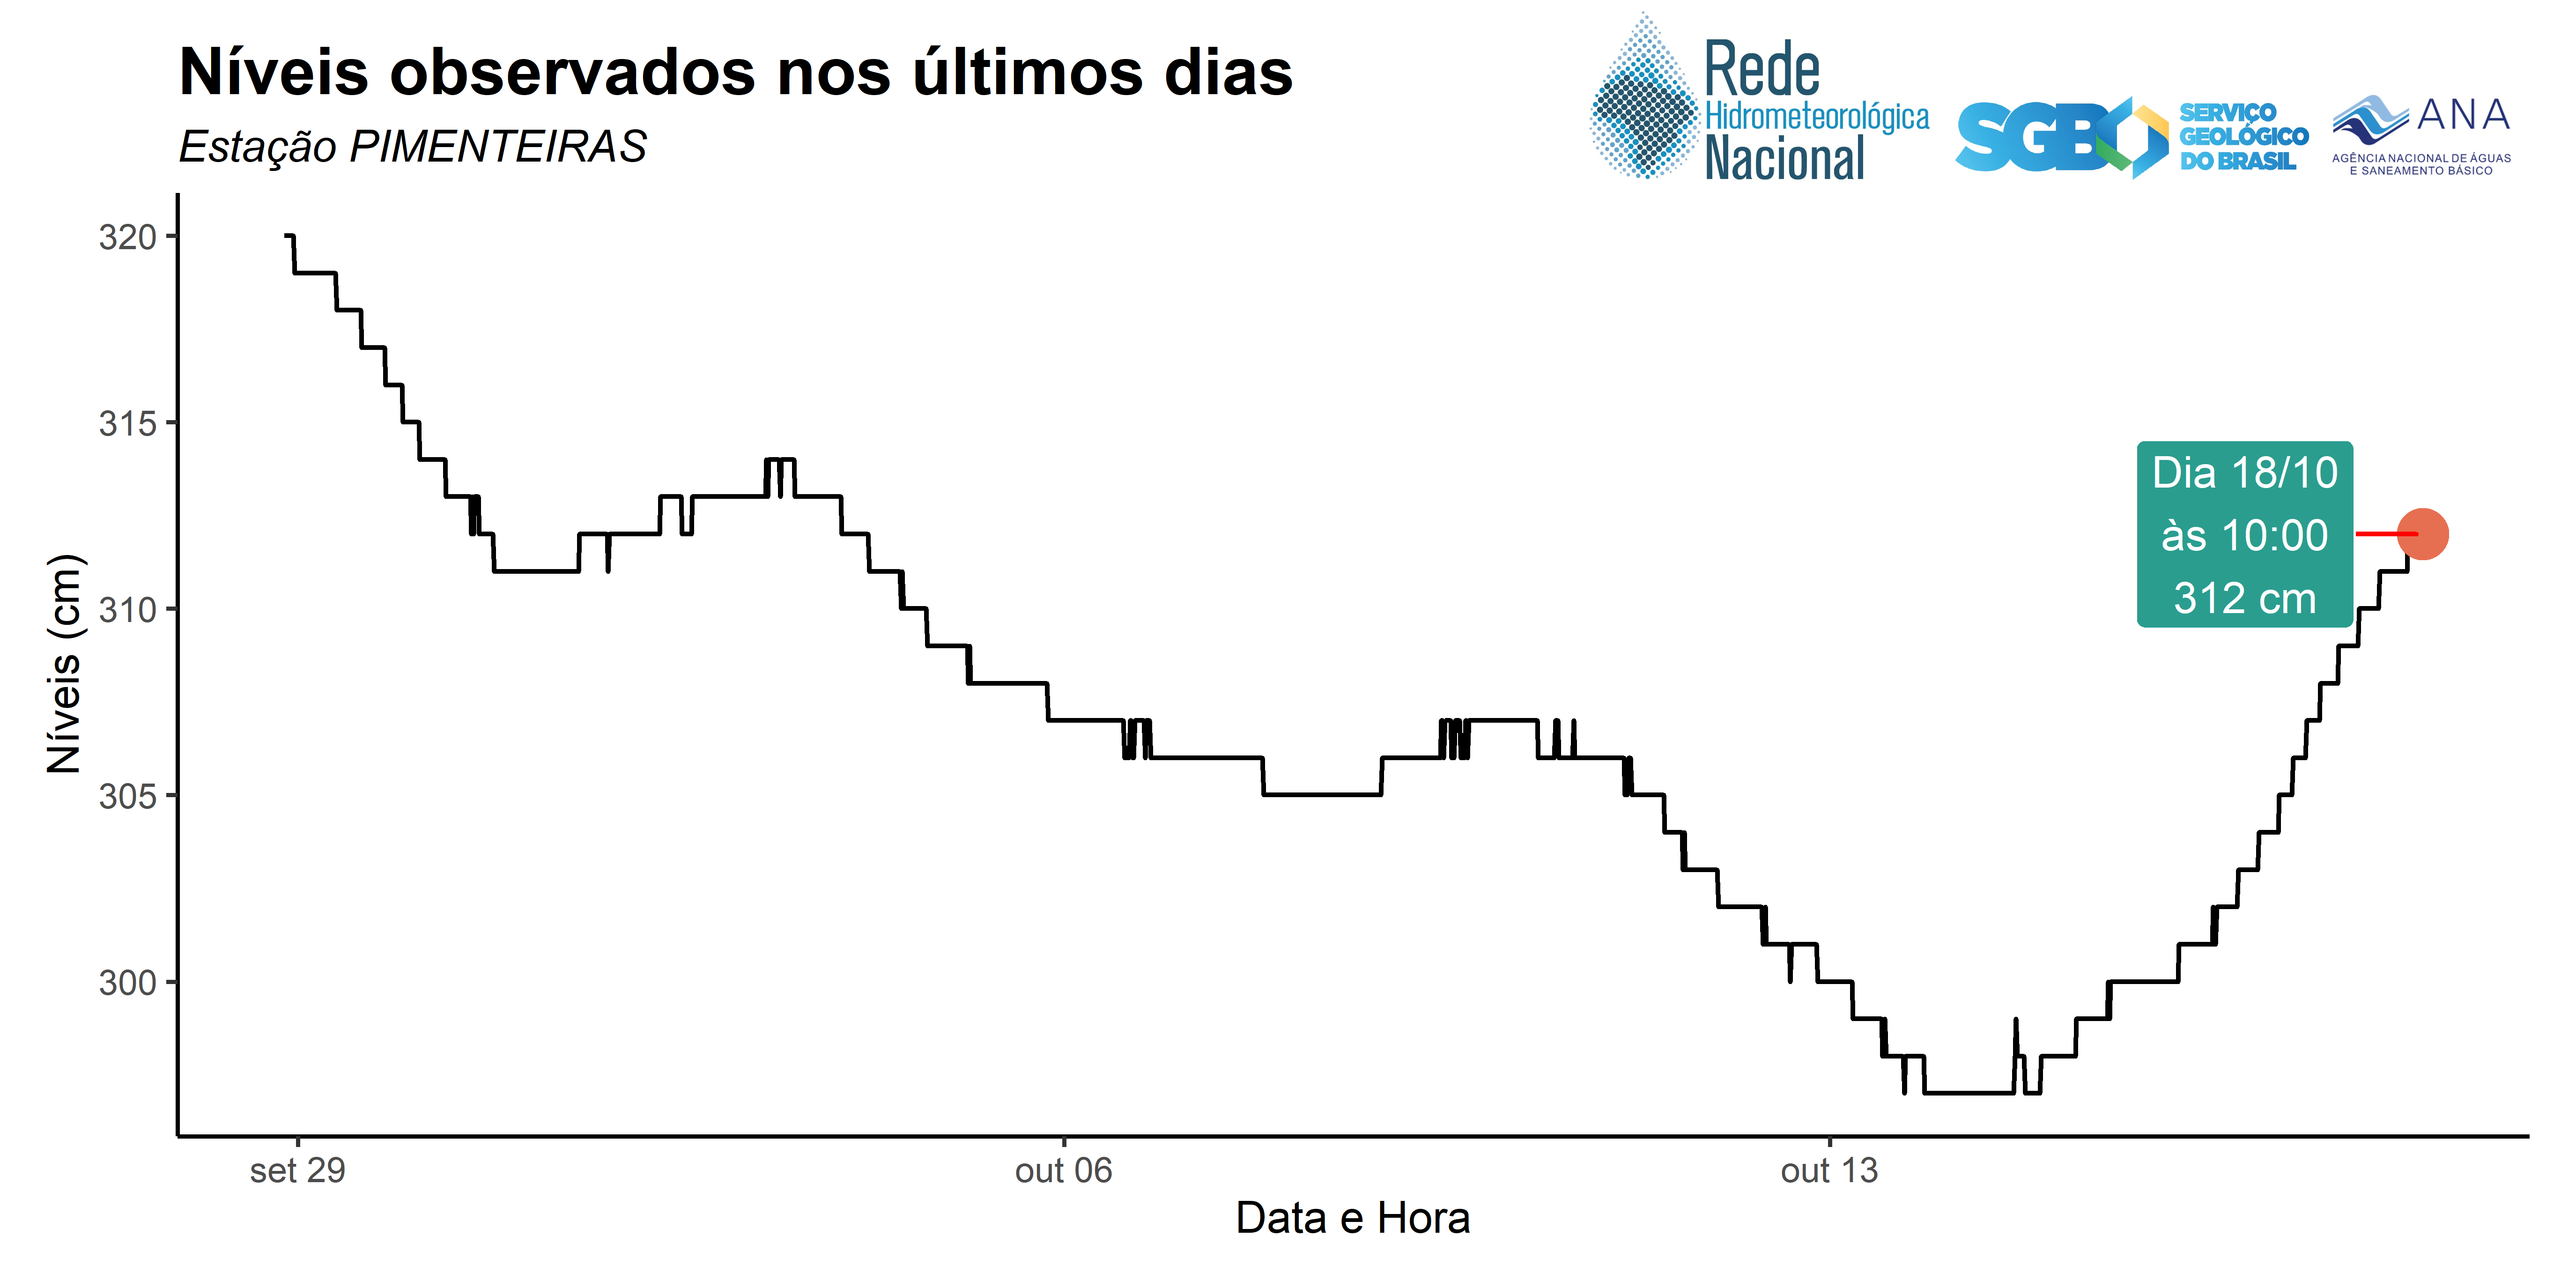 Níveis observados nos últimos dias
Estação PIMENTEIRAS
Rede
Hidrometeorológica
Nacional
SGB
SERVIÇO
GEOLÓGICO
DO BRASIL
ANA
AGÊNCIA NACIONAL DE ÁGUAS
E SANEAMENTO BÁSICO
320
315
310
305
300
Níveis (cm)
Dia 18/10
às 10:00
312 cm
set 29
out 06
out 13
Data e Hora